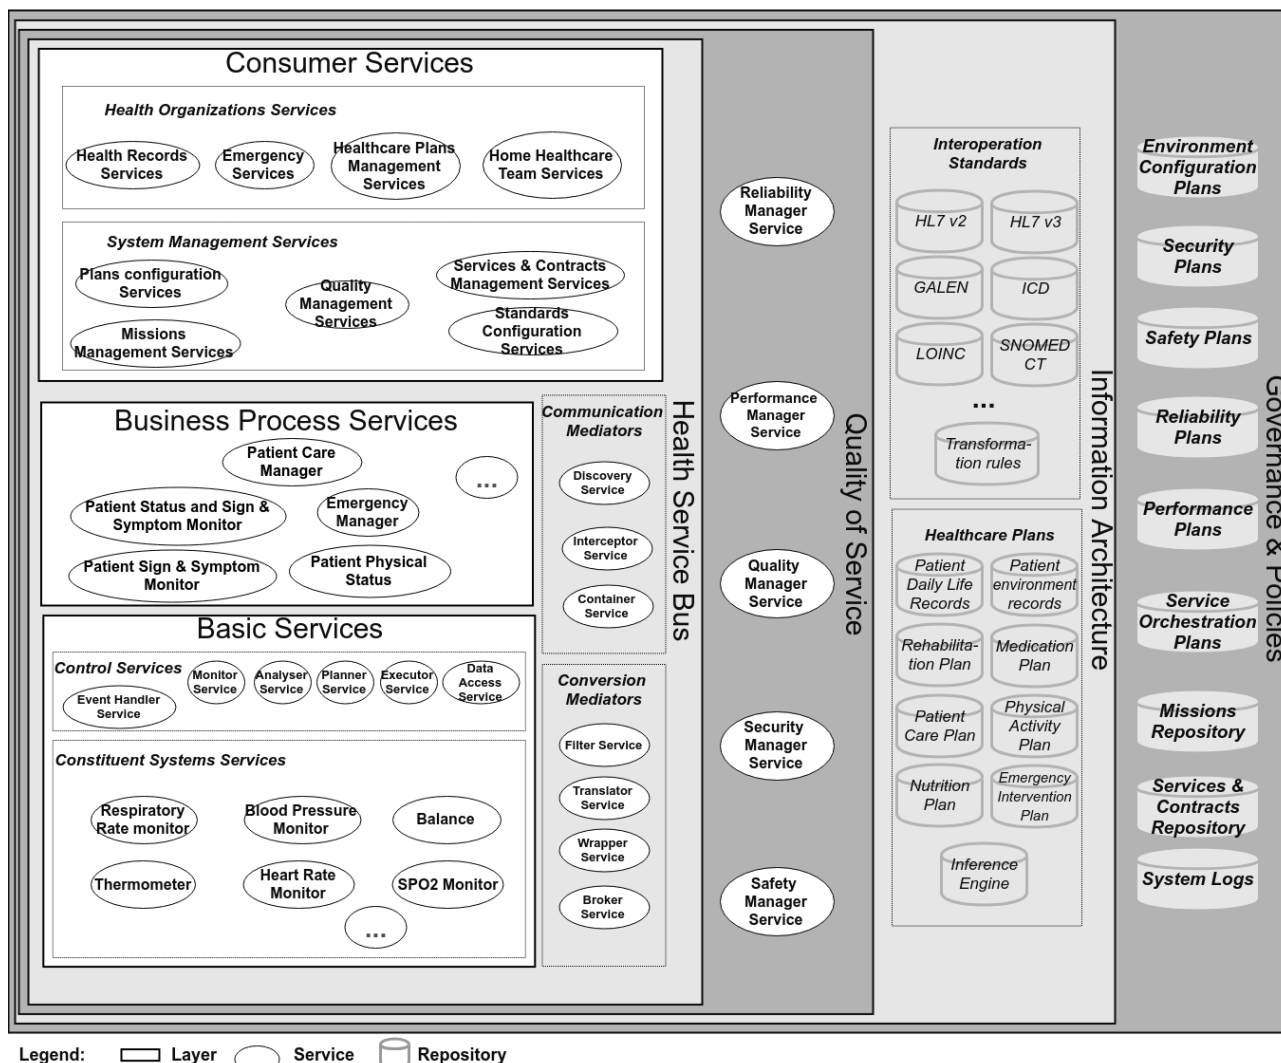 Consumer Services
Health Organizations Services
Health Records
Services
Emergency
Services
Healthcare Plans
Management
Services
Home Healthcare
Team Services
System Management Services
Plans configuration
Services
Quality
Management
Services
Services & Contracts
Management Services
Missions
Management Services
Standards
Configuration
Services
Business Process Services
Patient Care
Manager
...
Patient Status and Sign &
Symptom Monitor
Emergency
Manager
Patient Sign & Symptom
Monitor
Patient Physical
Status
Basic Services
Control Services
Event Handler
Service
Monitor
Service
Analyser
Service
Planner
Service
Executor
Service
Data
Access
Service
Constituent Systems Services
Respiratory
Rate monitor
Blood Pressure
Monitor
Balance
Thermometer
Heart Rate
Monitor
SPO2 Monitor
...
Communication
Mediators
Discovery
Service
Interceptor
Service
Container
Service
Conversion
Mediators
Filter Service
Translator
Service
Wrapper
Service
Broker
Service
Health Service Bus
Reliability
Manager
Service
Performance
Manager
Service
Quality
Manager
Service
Security
Manager
Service
Safety
Manager
Service
Quality of Service
Interoperation
Standards
HL7 v2
HL7 v3
GALEN
ICD
LOINC
SNOMED
CT
...
Transforma-
tion rules
Healthcare Plans
Patient
Daily Life
Records
Patient
environment
records
Rehabilita-
tion Plan
Medication
Plan
Patient
Care Plan
Physical
Activity
Plan
Nutrition
Plan
Emergency
Intervention
Plan
Inference
Engine
Information Architecture
Environment
Configuration
Plans
Security
Plans
Safety Plans
Reliability
Plans
Performance
Plans
Service
Orchestration
Plans
Missions
Repository
Services &
Contracts
Repository
System Logs
Governance & Policies
Legend:
Layer
Service
Repository